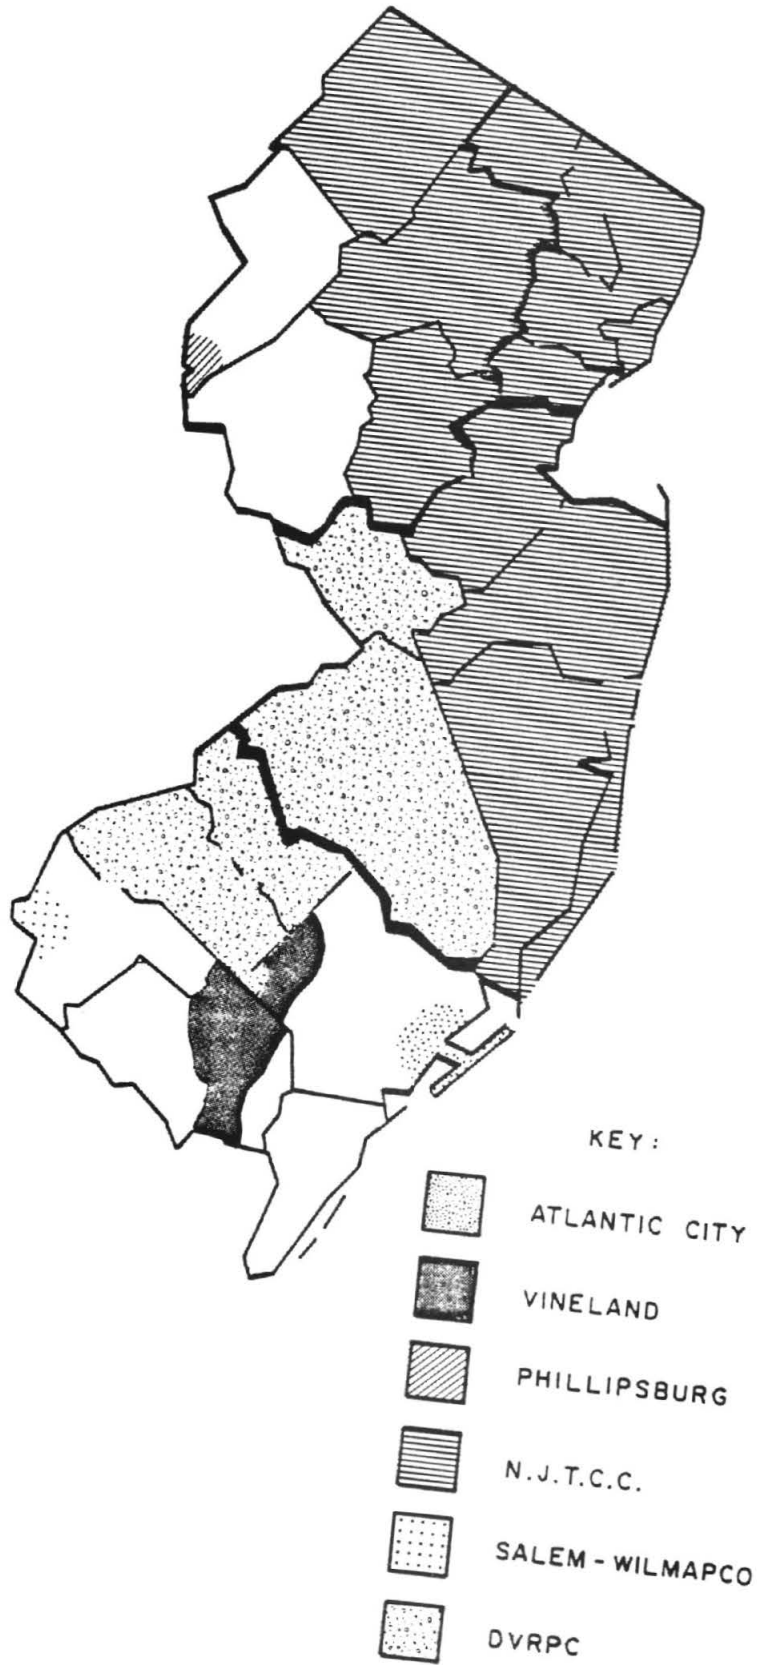 KEY:
ATLANTIC CITY
VINELAND
PHILLIPSBURG
N.J.T.C.C.
SALEM-WILMAPCO
DVRPC